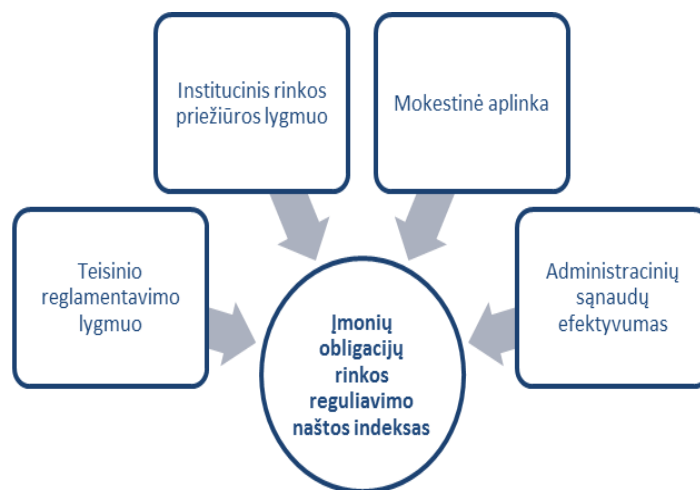 Institucinis rinkos
priežiūros lygmuo
Mokestinė aplinka
Teisinio
reglamentavimo
lygmuo
Administracinių
sąnaudų
efektyvumas
Įmonių
obligacijų
rinkos
reguliavimo
naštos indeksas